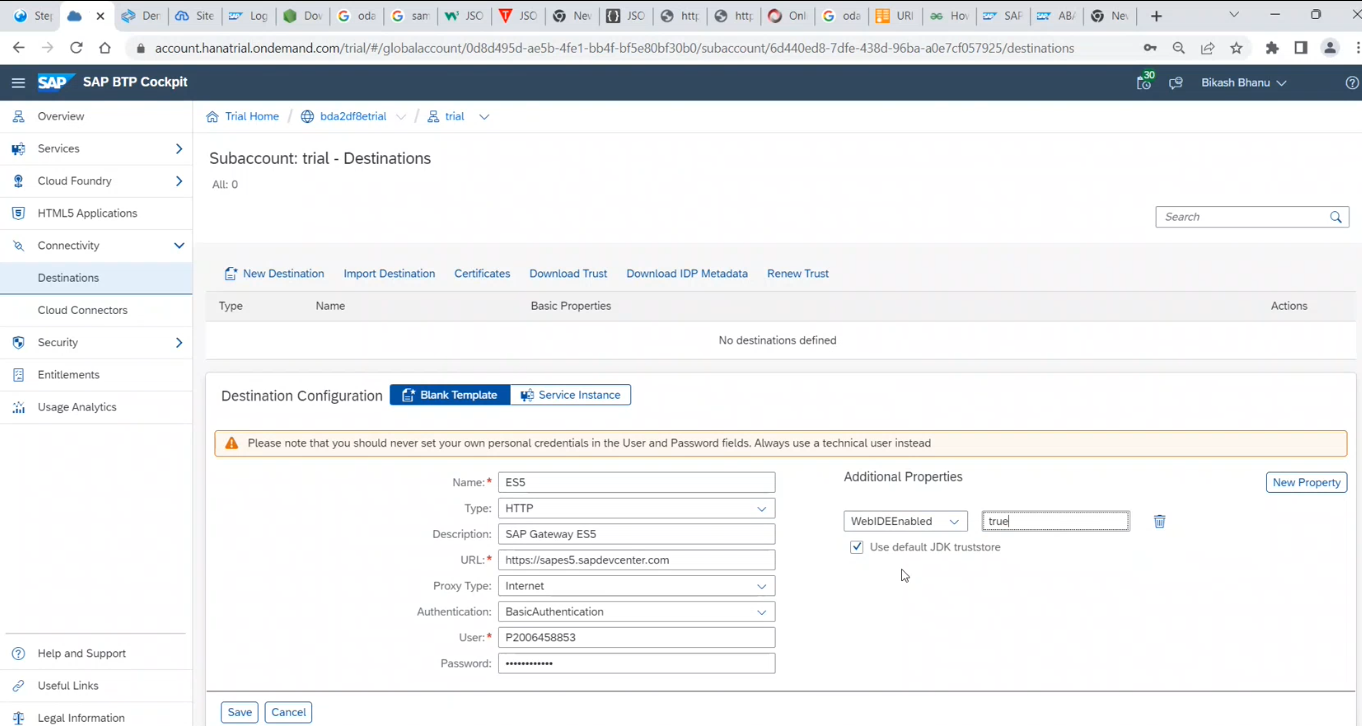 Step
Der
Site
Log
Dov
oda
sam
JSO
JSO
Nev
JSO
http
http
Onl
oda
URI
Hov
SAP
ABA
Nev
account.hanatrial.ondemand.com/trial/#/globalaccount/0d8d495d-ae5b-4fe1-bb4f-bf5e80bf30b0/subaccount/6d440ed8-7dfe-438d-96ba-a0e7cf057925/destinations
SAP SAP BTP Cockpit
30
Bikash Bhanu
Overview
Services
Cloud Foundry
HTML5 Applications
Connectivity
Destinations
Cloud Connectors
Security
Entitlements
Usage Analytics
Help and Support
Useful Links
Legal Information
Trial Home / bda2df8etrial / trial
Subaccount: trial - Destinations
All: 0
Search
New Destination Import Destination Certificates Download Trust Download IDP Metadata Renew Trust
Type Name Basic Properties Actions
No destinations defined
Destination Configuration Blank Template Service Instance
Please note that you should never set your own personal credentials in the User and Password fields. Always use a technical user instead
Name:* ES5
Type: HTTP
Description: SAP Gateway ES5
URL:* https://sapes5.sapdevcenter.com
Proxy Type: Internet
Authentication: BasicAuthentication
User:* P2006458853
Password: ••••••••••••
Additional Properties
New Property
WebIDEEnabled true
Use default JDK truststore
Save Cancel